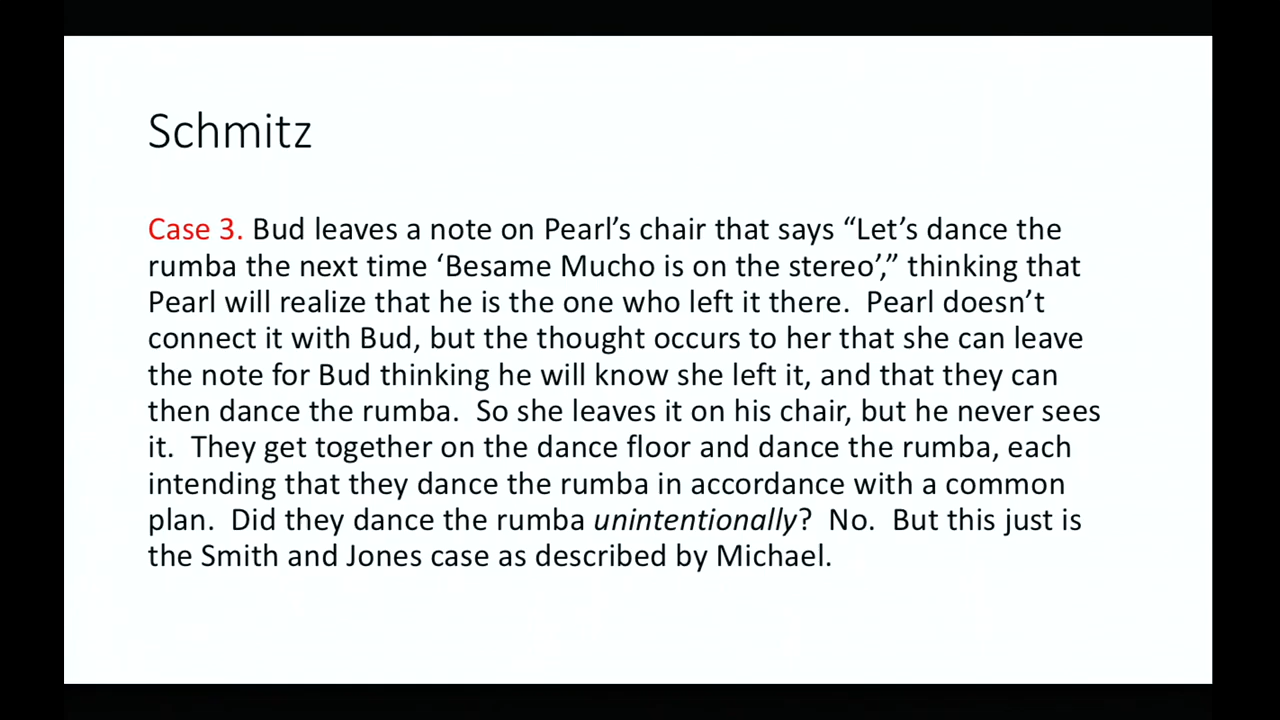 Schmitz
Case 3. Bud leaves a note on Pearl’s chair that says “Let’s dance the
rumba the next time ‘Besame Mucho is on the stereo’,” thinking that
Pearl will realize that he is the one who left it there.  Pearl doesn’t
connect it with Bud, but the thought occurs to her that she can leave
the note for Bud thinking he will know she left it, and that they can
then dance the rumba.  So she leaves it on his chair, but he never sees
it.  They get together on the dance floor and dance the rumba, each
intending that they dance the rumba in accordance with a common
plan.  Did they dance the rumba unintentionally?  No.  But this just is
the Smith and Jones case as described by Michael.